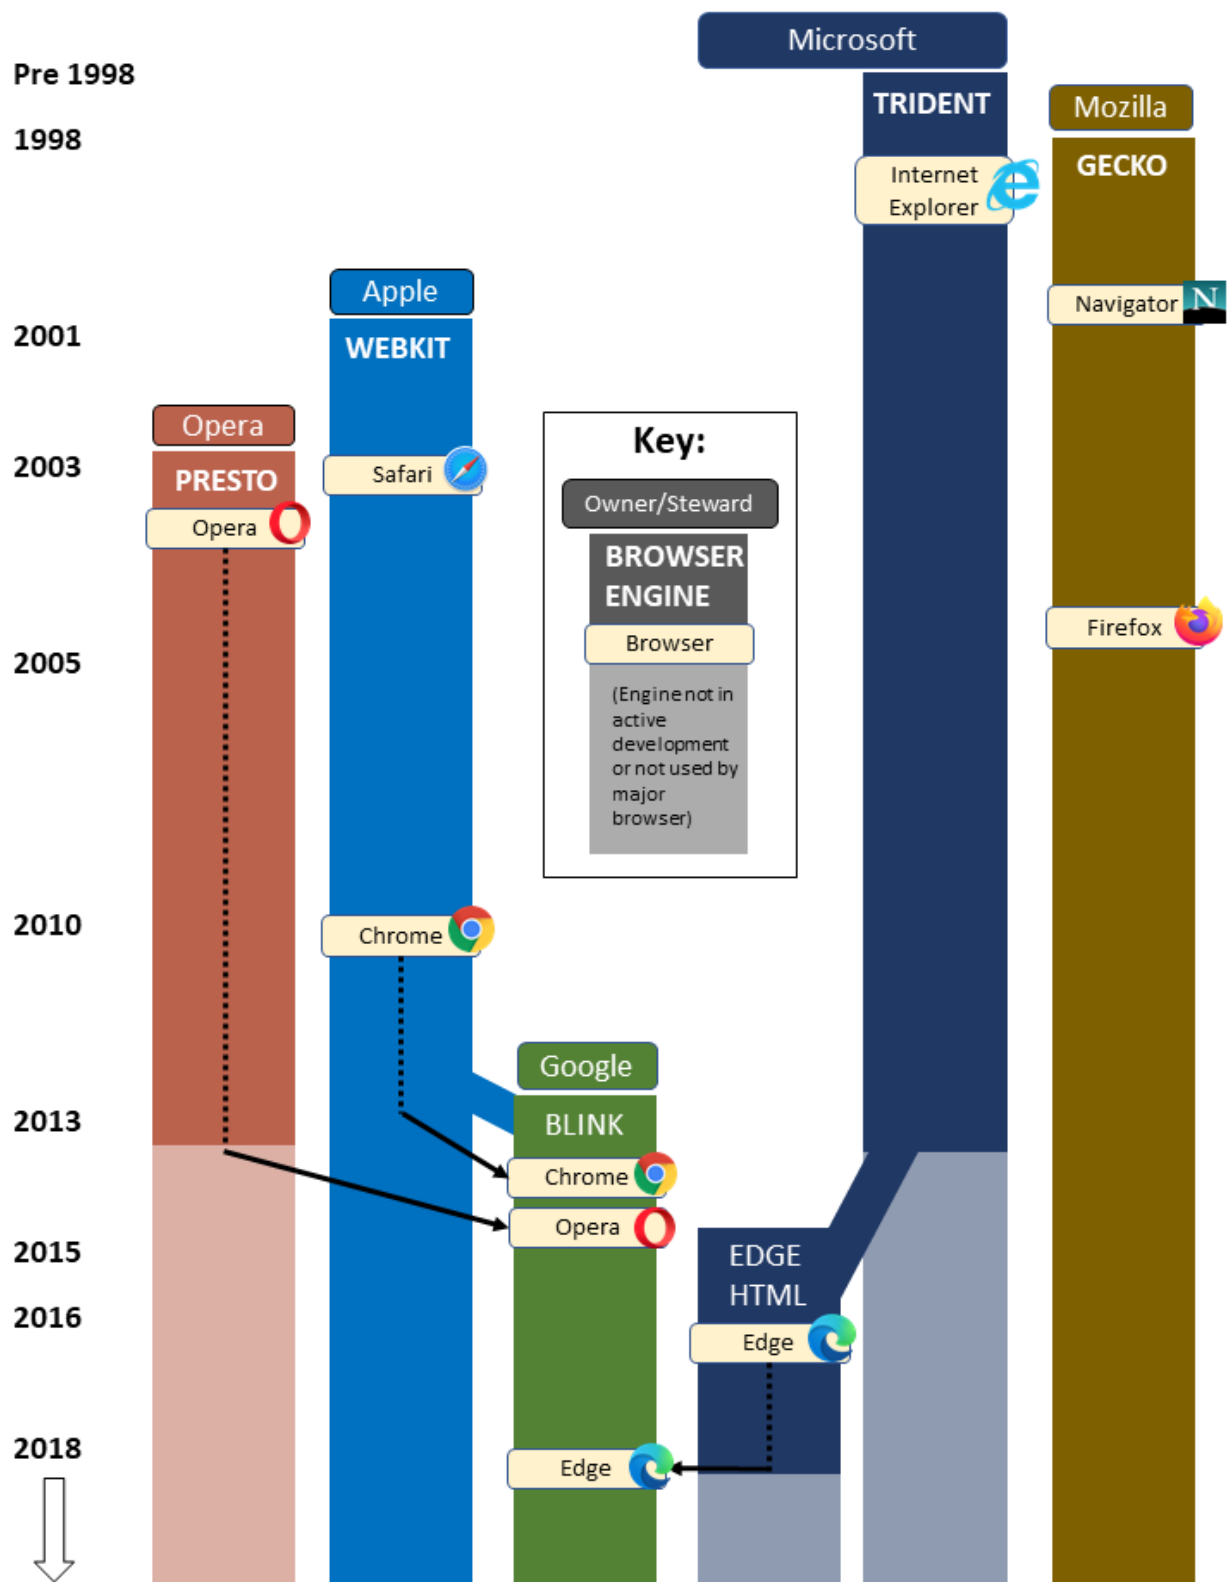 Microsoft
Pre 1998
TRIDENT
Mozilla
1998
GECKO
Internet
Explorer
Apple
Navigator
N
2001
WEBKIT
Opera
Key:
2003
Safari
PRESTO
Owner/Steward
Opera
BROWSER
ENGINE
Firefox
Browser
2005
(Engine not in
active
development
or not used by
major
browser)
2010
Chrome
Google
2013
BLINK
Chrome
Opera
2015
EDGE
HTML
2016
Edge
2018
Edge